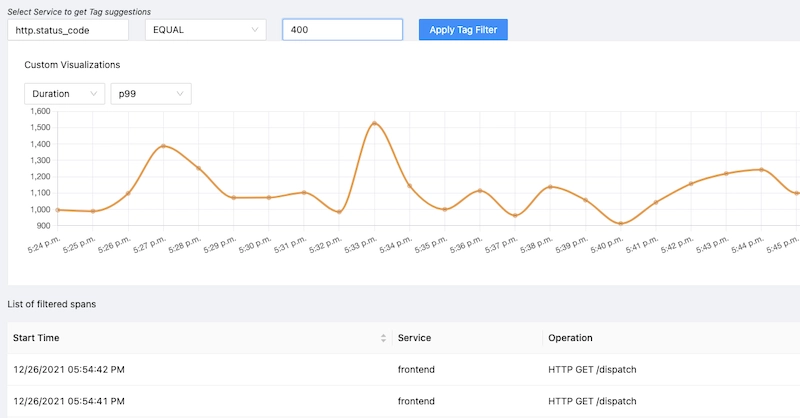 Select Service to get Tag suggestions
http.status_code EQUAL 400 Apply Tag Filter
Custom Visualizations
Duration p99
1,600
1,500
1,400
1,300
1,200
1,100
1,000
900
5:24 p.m. 5:25 p.m. 5:26 p.m. 5:27 p.m. 5:28 p.m. 5:29 p.m. 5:30 p.m. 5:31 p.m. 5:32 p.m. 5:33 p.m. 5:34 p.m. 5:35 p.m. 5:36 p.m. 5:37 p.m. 5:38 p.m. 5:39 p.m. 5:40 p.m. 5:41 p.m. 5:42 p.m. 5:43 p.m. 5:44 p.m. 5:45 p.m.
List of filtered spans
Start Time Service Operation
12/26/2021 05:54:42 PM frontend HTTP GET /dispatch
12/26/2021 05:54:41 PM frontend HTTP GET /dispatch